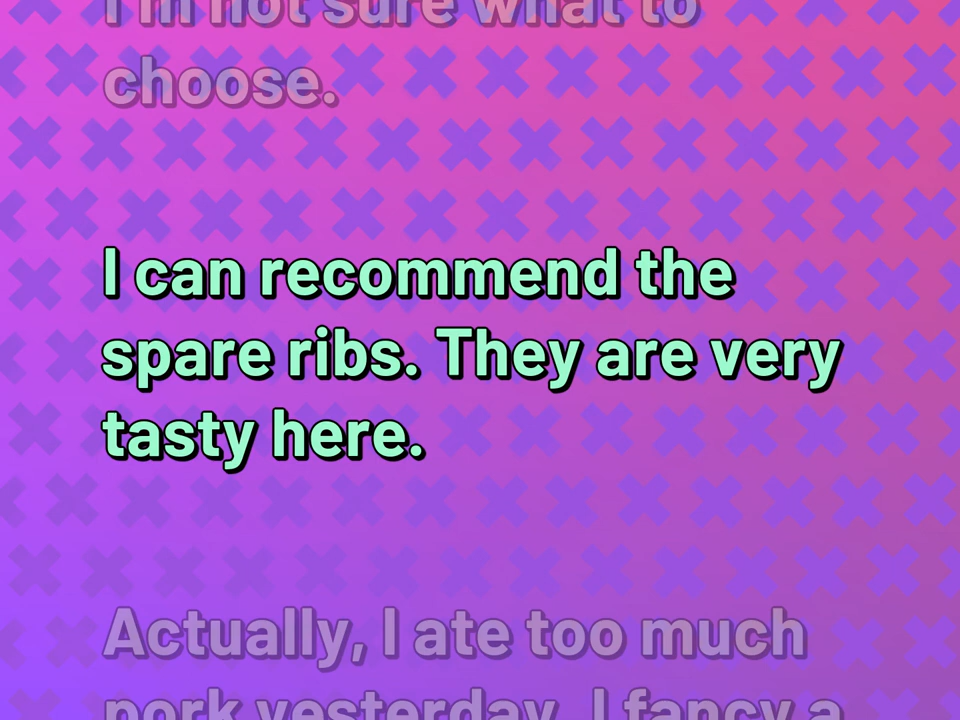 I'm not sure what to
choose.
I can recommend the
spare ribs. They are very
tasty here.
Actually, I ate too much
pork yesterday. I fancy a